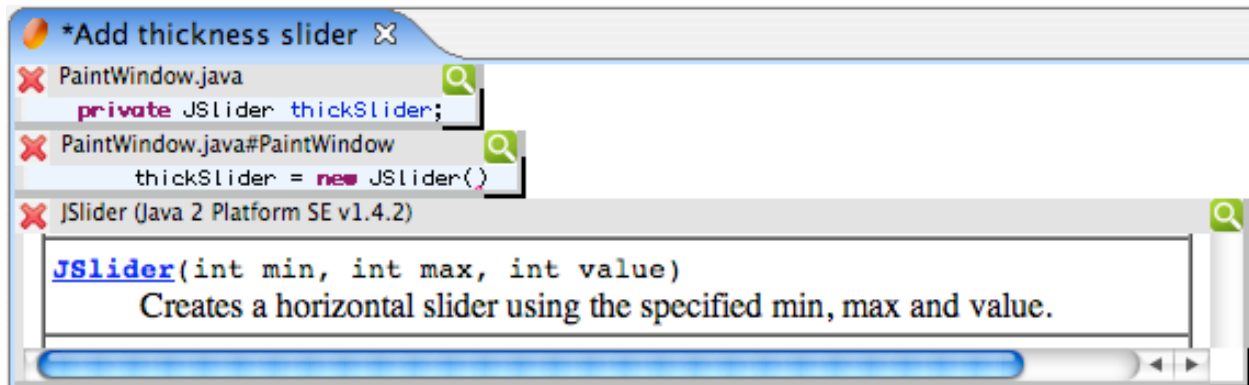 *Add thickness slider
PaintWindow.java
private JSlider thickSlider;
PaintWindow.java#PaintWindow
thickSlider = new JSlider()
JSlider (Java 2 Platform SE v1.4.2)
JSlider(int min, int max, int value)
Creates a horizontal slider using the specified min, max and value.